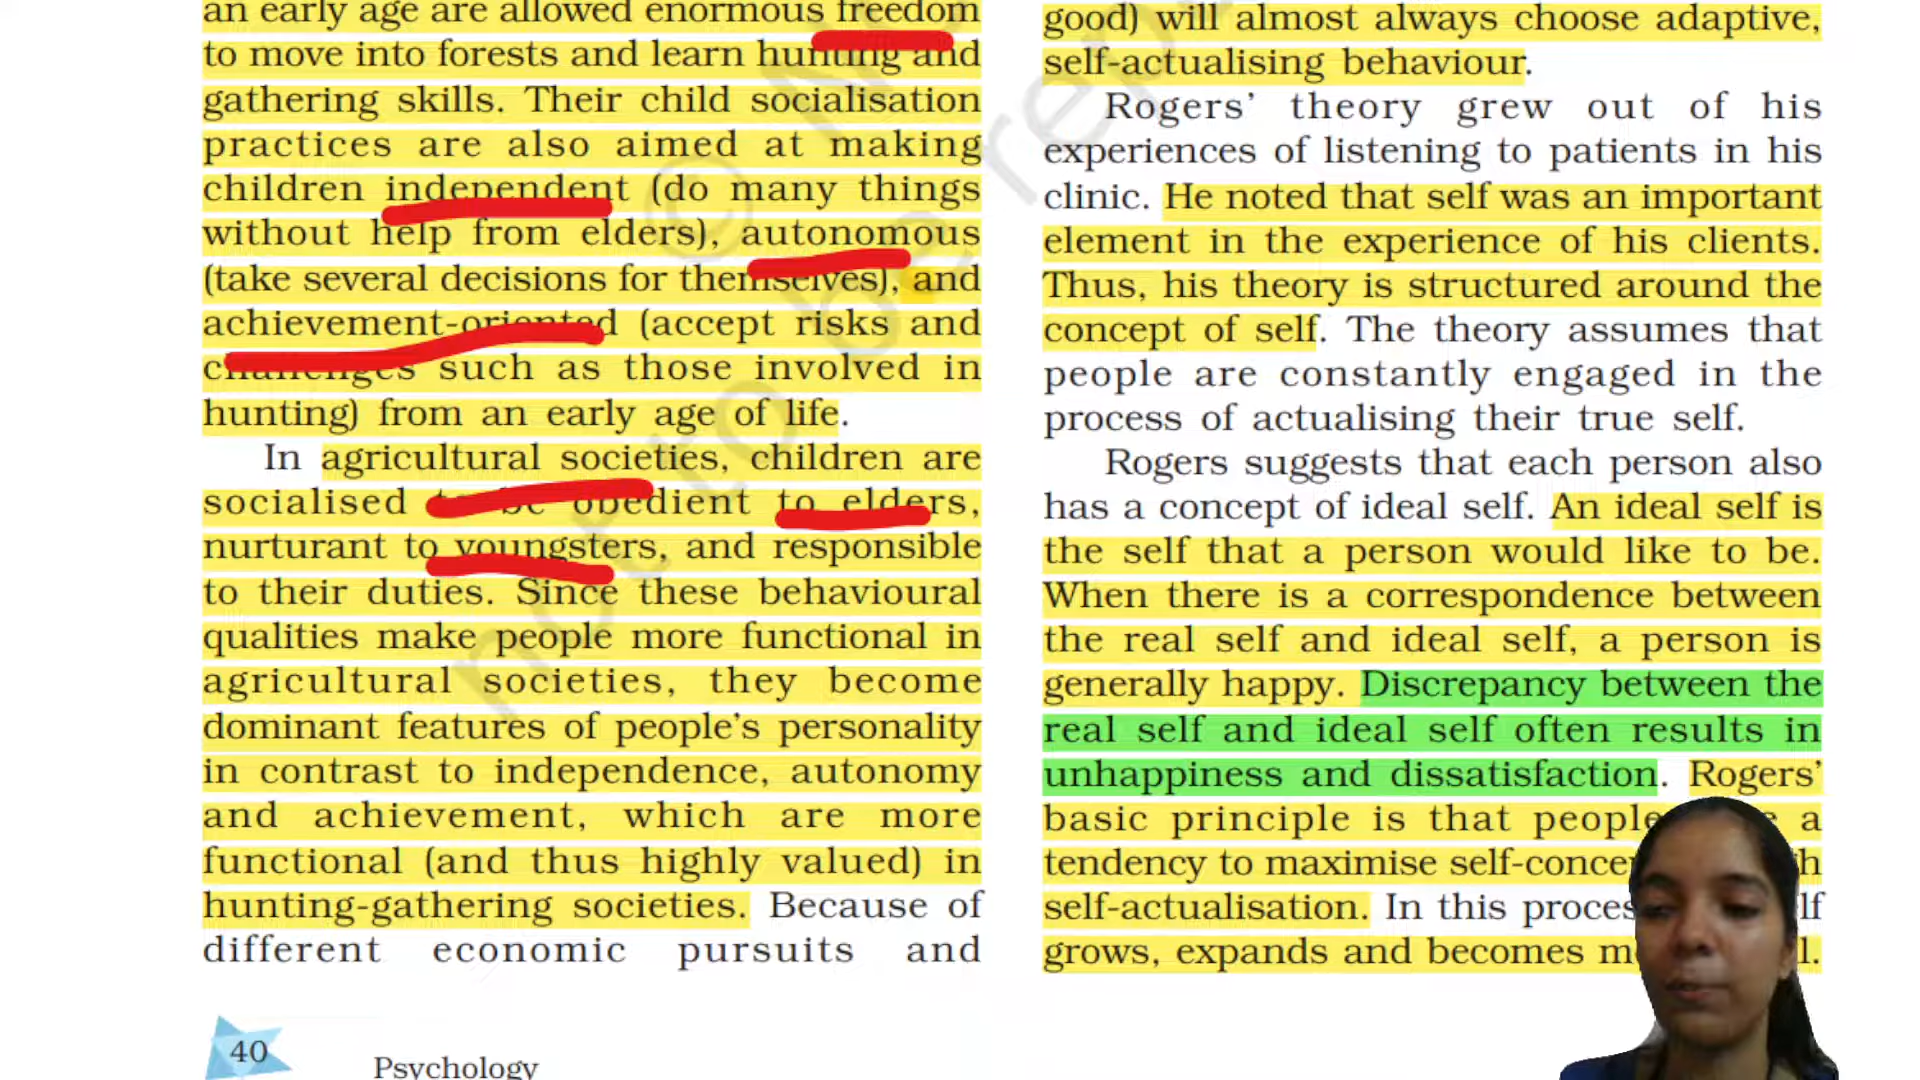 an early age are allowed enormous freedom
to move into forests and learn hunting and
gathering skills. Their child socialisation
practices are also aimed at making
children independent (do many things
without help from elders), autonomous
(take several decisions for themselves), and
achievement-oriented (accept risks and
challenges such as those involved in
hunting) from an early age of life.
In agricultural societies, children are
socialised to be obedient to elders,
nurturant to youngsters, and responsible
to their duties. Since these behavioural
qualities make people more functional in
agricultural societies, they become
dominant features of people's personality
in contrast to independence, autonomy
and achievement, which are more
functional (and thus highly valued) in
hunting-gathering societies. Because of
different economic pursuits and
good) will almost always choose adaptive,
self-actualising behaviour.
Rogers' theory grew out of his
experiences of listening to patients in his
clinic. He noted that self was an important
element in the experience of his clients.
Thus, his theory is structured around the
concept of self. The theory assumes that
people are constantly engaged in the
process of actualising their true self.
Rogers suggests that each person also
has a concept of ideal self. An ideal self is
the self that a person would like to be.
When there is a correspondence between
the real self and ideal self, a person is
generally happy. Discrepancy between the
real self and ideal self often results in
unhappiness and dissatisfaction. Rogers'
basic principle is that people a
tendency to maximise
self-actualisation. In this
grows, expands and becomes
40
Psychology
not to be